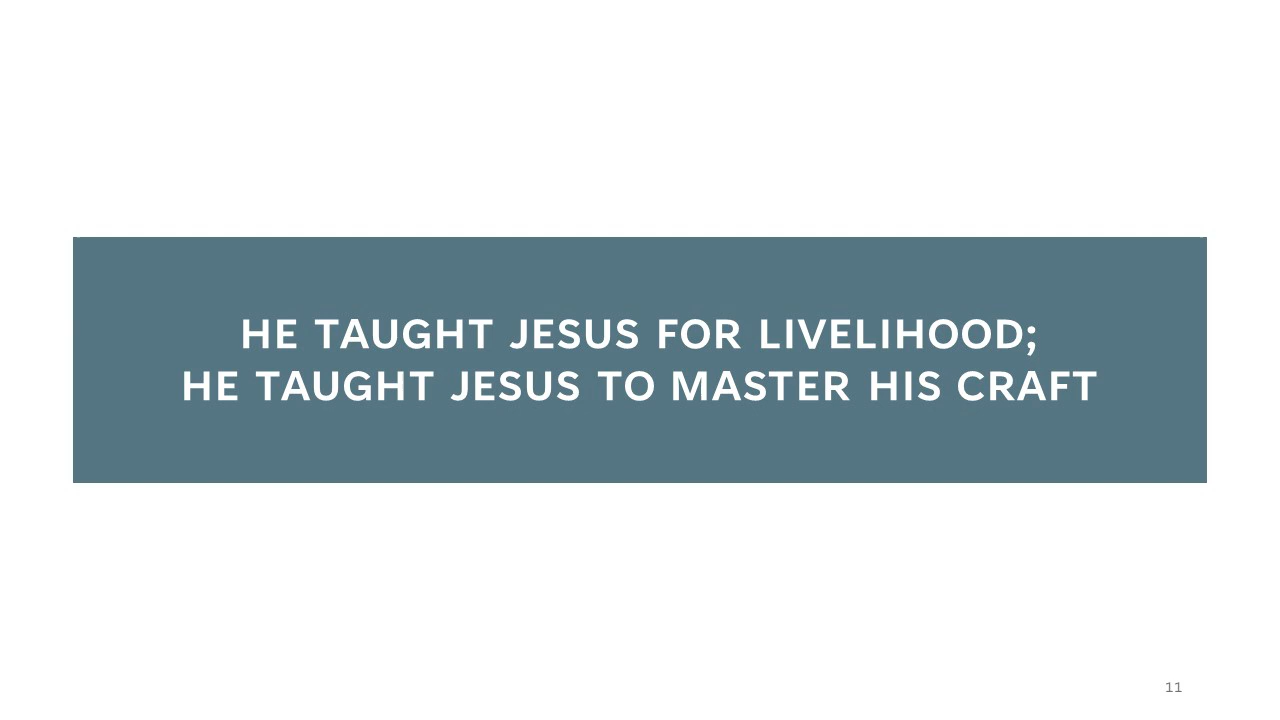 HE TAUGHT JESUS FOR LIVELIHOOD;
HE TAUGHT JESUS TO MASTER HIS CRAFT
11